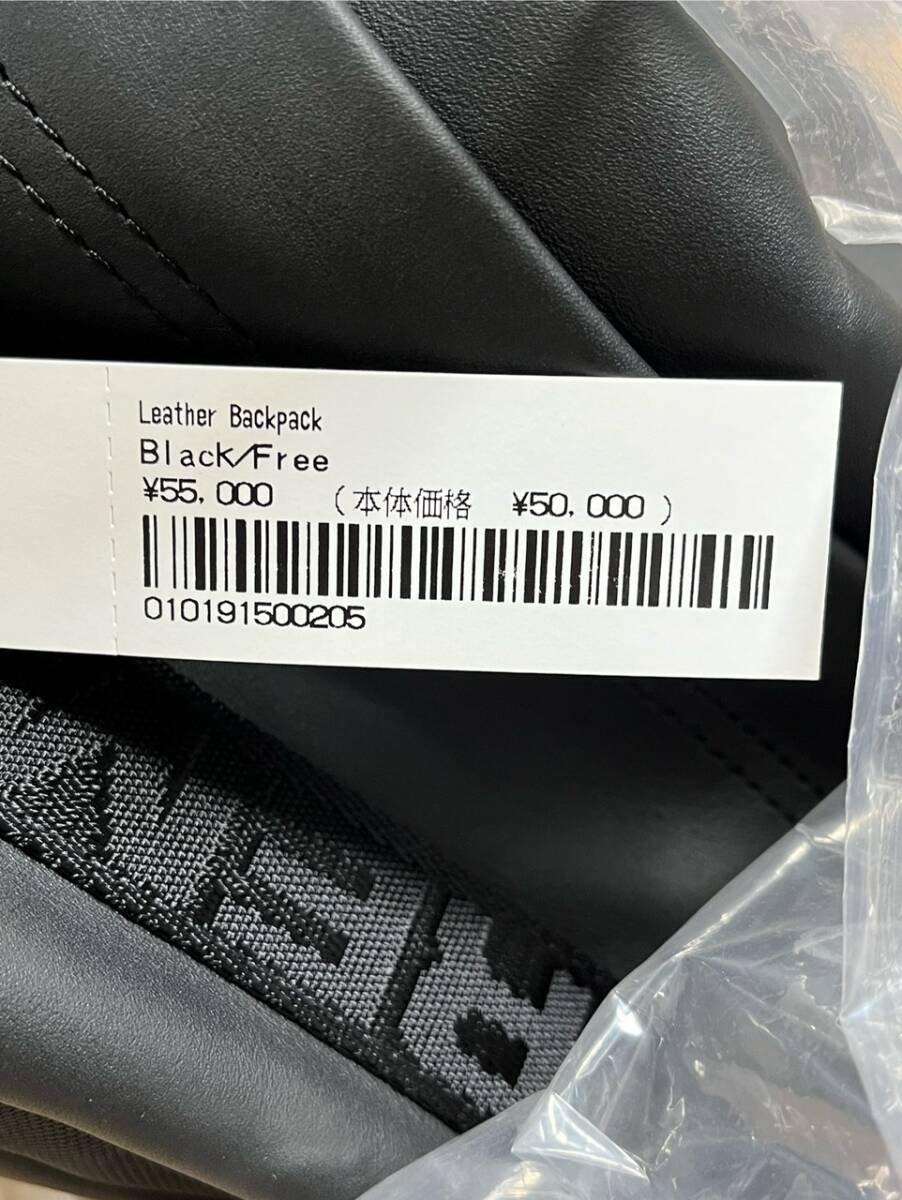 Leather Backpack
Black/Free
¥55,000 (本体価格 ¥50,000)
010191500205